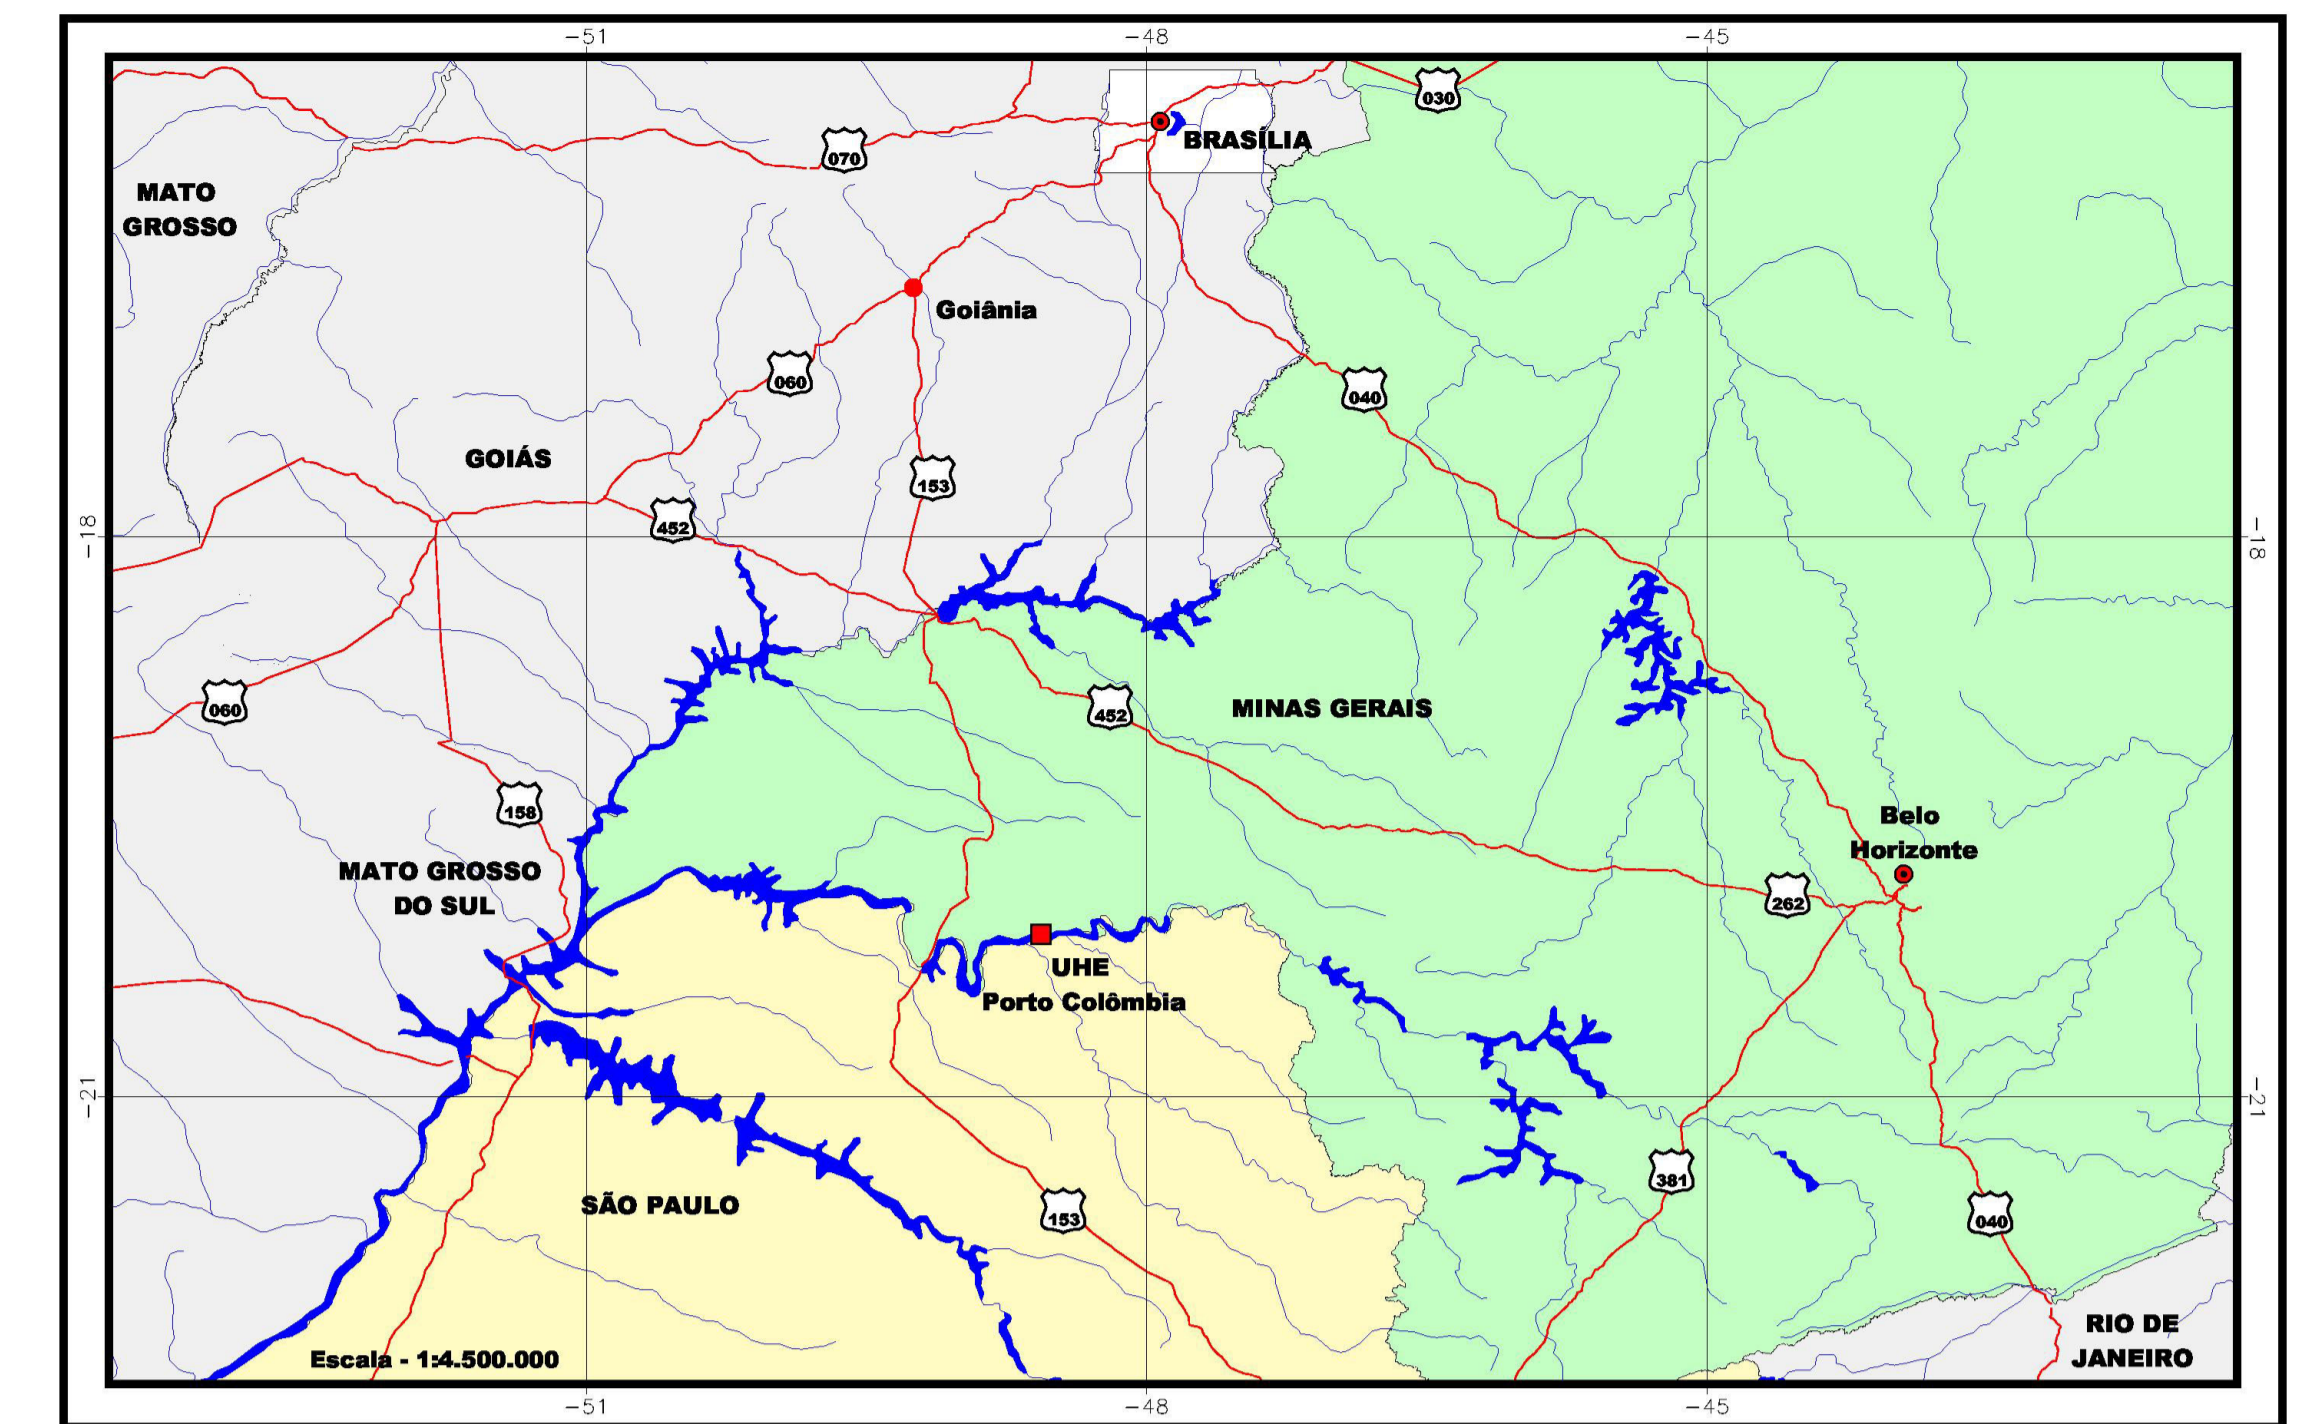 -51
-48
-45
030
BRASÍLIA
070
MATO
GROSSO
Goiânia
060
040
GOIÁS
153
452
-18
-18
060
452
MINAS GERAIS
158
Belo
Horizonte
MATO GROSSO
DO SUL
262
UHE
Porto Colômbia
-21
-21
381
SÃO PAULO
153
040
RIO DE
JANEIRO
Escala - 1:4.500.000
-51
-48
-45